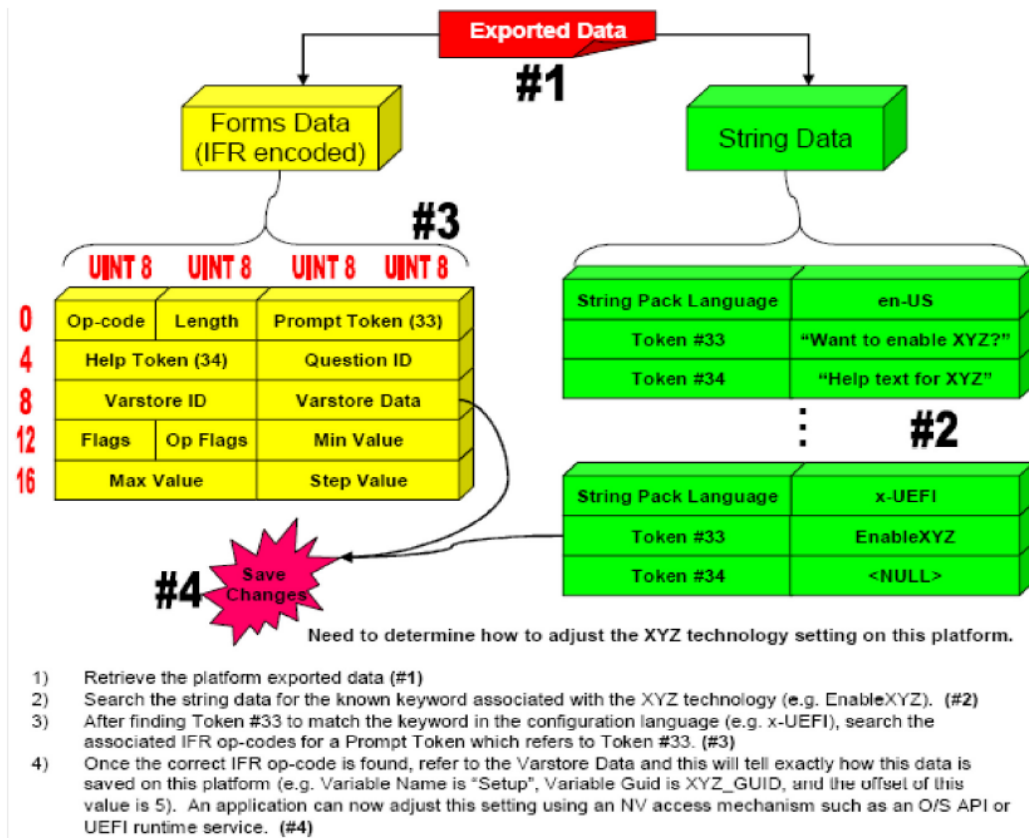 Exported Data
#1
Forms Data
(IFR encoded)
String Data
#3
UINT 8 UINT 8 UINT 8 UINT 8
0 Op-code Length Prompt Token (33)
4 Help Token (34) Question ID
8 Varstore ID Varstore Data
12 Flags Op Flags Min Value
16 Max Value Step Value
String Pack Language en-US
Token #33 “Want to enable XYZ?”
Token #34 “Help text for XYZ”
#2
String Pack Language x-UEFI
Token #33 EnableXYZ
Token #34 <NULL>
#4
Save
Changes
Need to determine how to adjust the XYZ technology setting on this platform.
1) Retrieve the platform exported data (#1)
2) Search the string data for the known keyword associated with the XYZ technology (e.g. EnableXYZ). (#2)
3) After finding Token #33 to match the keyword in the configuration language (e.g. x-UEFI), search the
associated IFR op-codes for a Prompt Token which refers to Token #33. (#3)
4) Once the correct IFR op-code is found, refer to the Varstore Data and this will tell exactly how this data is
saved on this platform (e.g. Variable Name is “Setup”, Variable Guid is XYZ_GUID, and the offset of this
value is 5). An application can now adjust this setting using an NV access mechanism such as an O/S API or
UEFI runtime service. (#4)